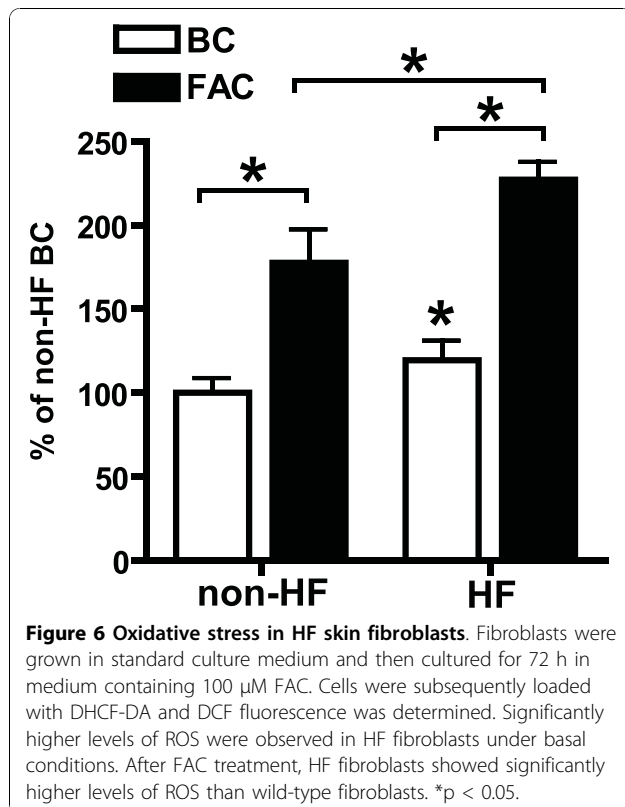 BC
FAC
*
*
250
*
200
% of non-HF BC
150
*
100
50
0
non-HF
HF
Figure 6 Oxidative stress in HF skin fibroblasts. Fibroblasts were
grown in standard culture medium and then cultured for 72 h in
medium containing 100 μM FAC. Cells were subsequently loaded
with DHCF-DA and DCF fluorescence was determined. Significantly
higher levels of ROS were observed in HF fibroblasts under basal
conditions. After FAC treatment, HF fibroblasts showed significantly
higher levels of ROS than wild-type fibroblasts. *p < 0.05.